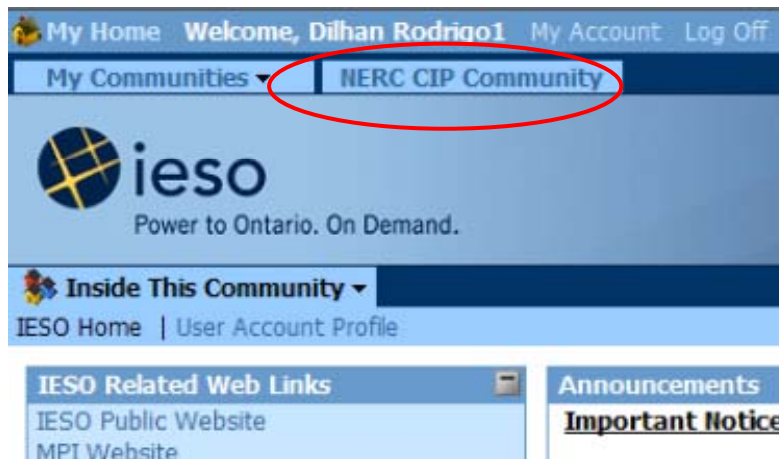 My Home Welcome, Dilhan Rodrigo1 My Account Log Off
My Communities NERC CIP Community
ieso
Power to Ontario. On Demand.
Inside This Community
IESO Home | User Account Profile
IESO Related Web Links
IESO Public Website
MPI Website
Announcements
Important Notice